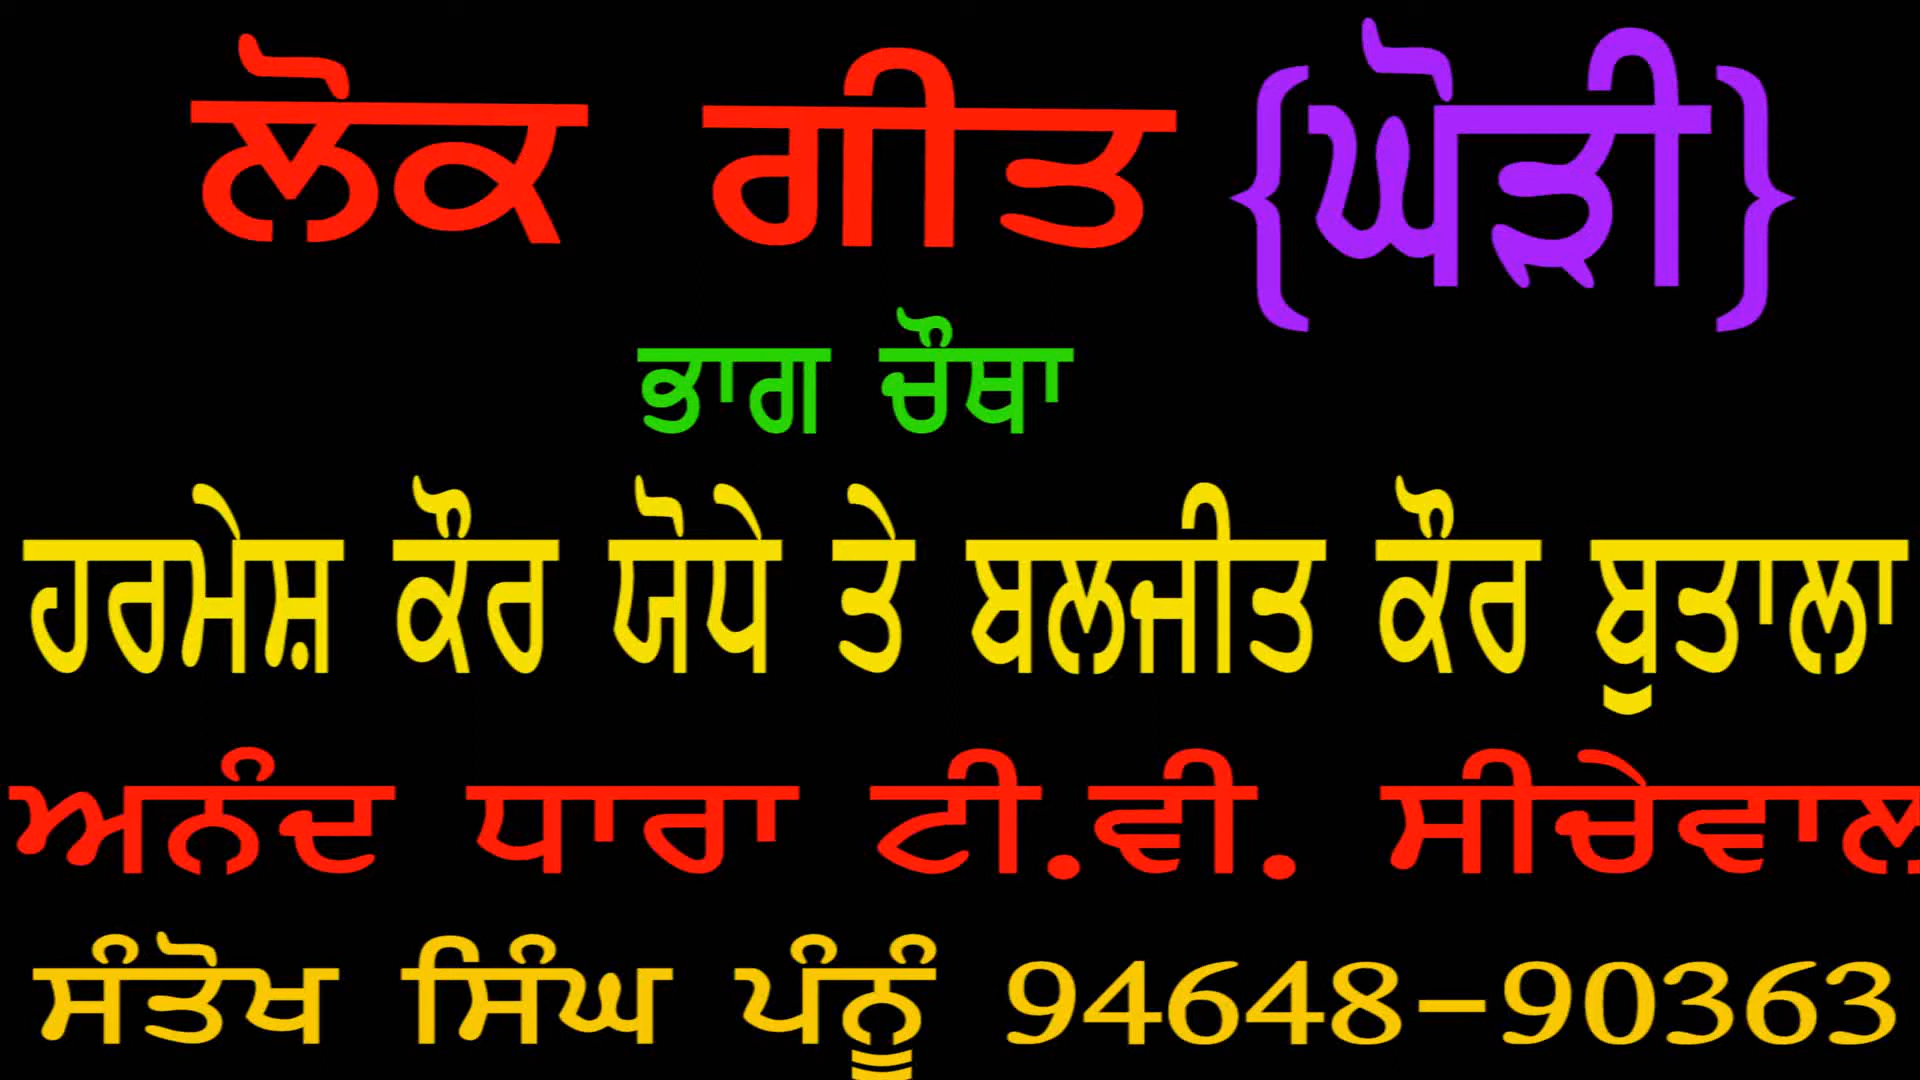 ਲੋਕ ਗੀਤ {ਘੋੜੀ}
ਭਾਗ ਚੌਥਾ
ਹਰਮੇਸ਼ ਕੌਰ ਯੋਧੇ ਤੇ ਬਲਜੀਤ ਕੌਰ ਬੁਤਾਲਾ
ਅਨੰਦ ਧਾਰਾ ਟੀ.ਵੀ. ਸੀਚੇਵਾਲ
ਸੰਤੋਖ ਸਿੰਘ ਪੰਨੂੰ 94648-90363